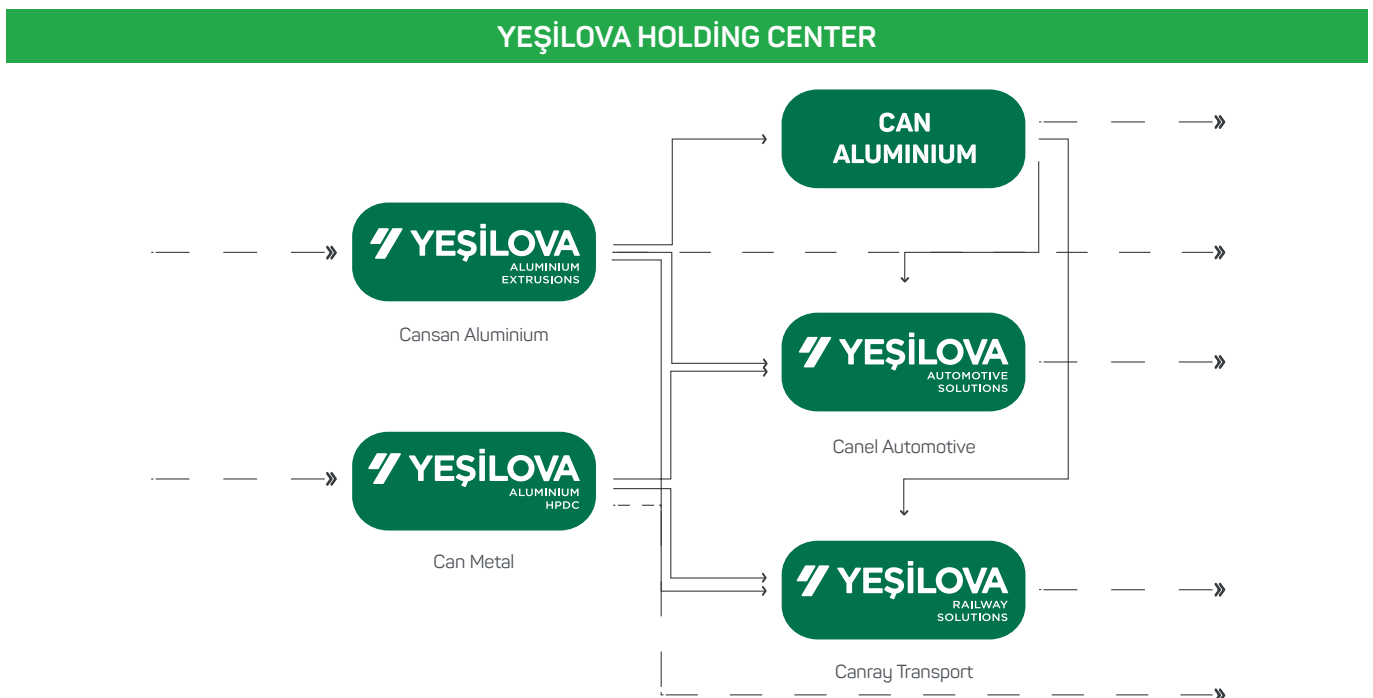 YEŞİLOVA HOLDİNG CENTER
CAN
ALUMINIUM
YEŞİLOVA
ALUMINIUM
EXTRUSIONS
Cansan Aluminium
YEŞİLOVA
AUTOMOTIVE
SOLUTIONS
Canel Automotive
YEŞİLOVA
ALUMINIUM
HPDC
Can Metal
YEŞİLOVA
RAILWAY
SOLUTIONS
Canray Transport